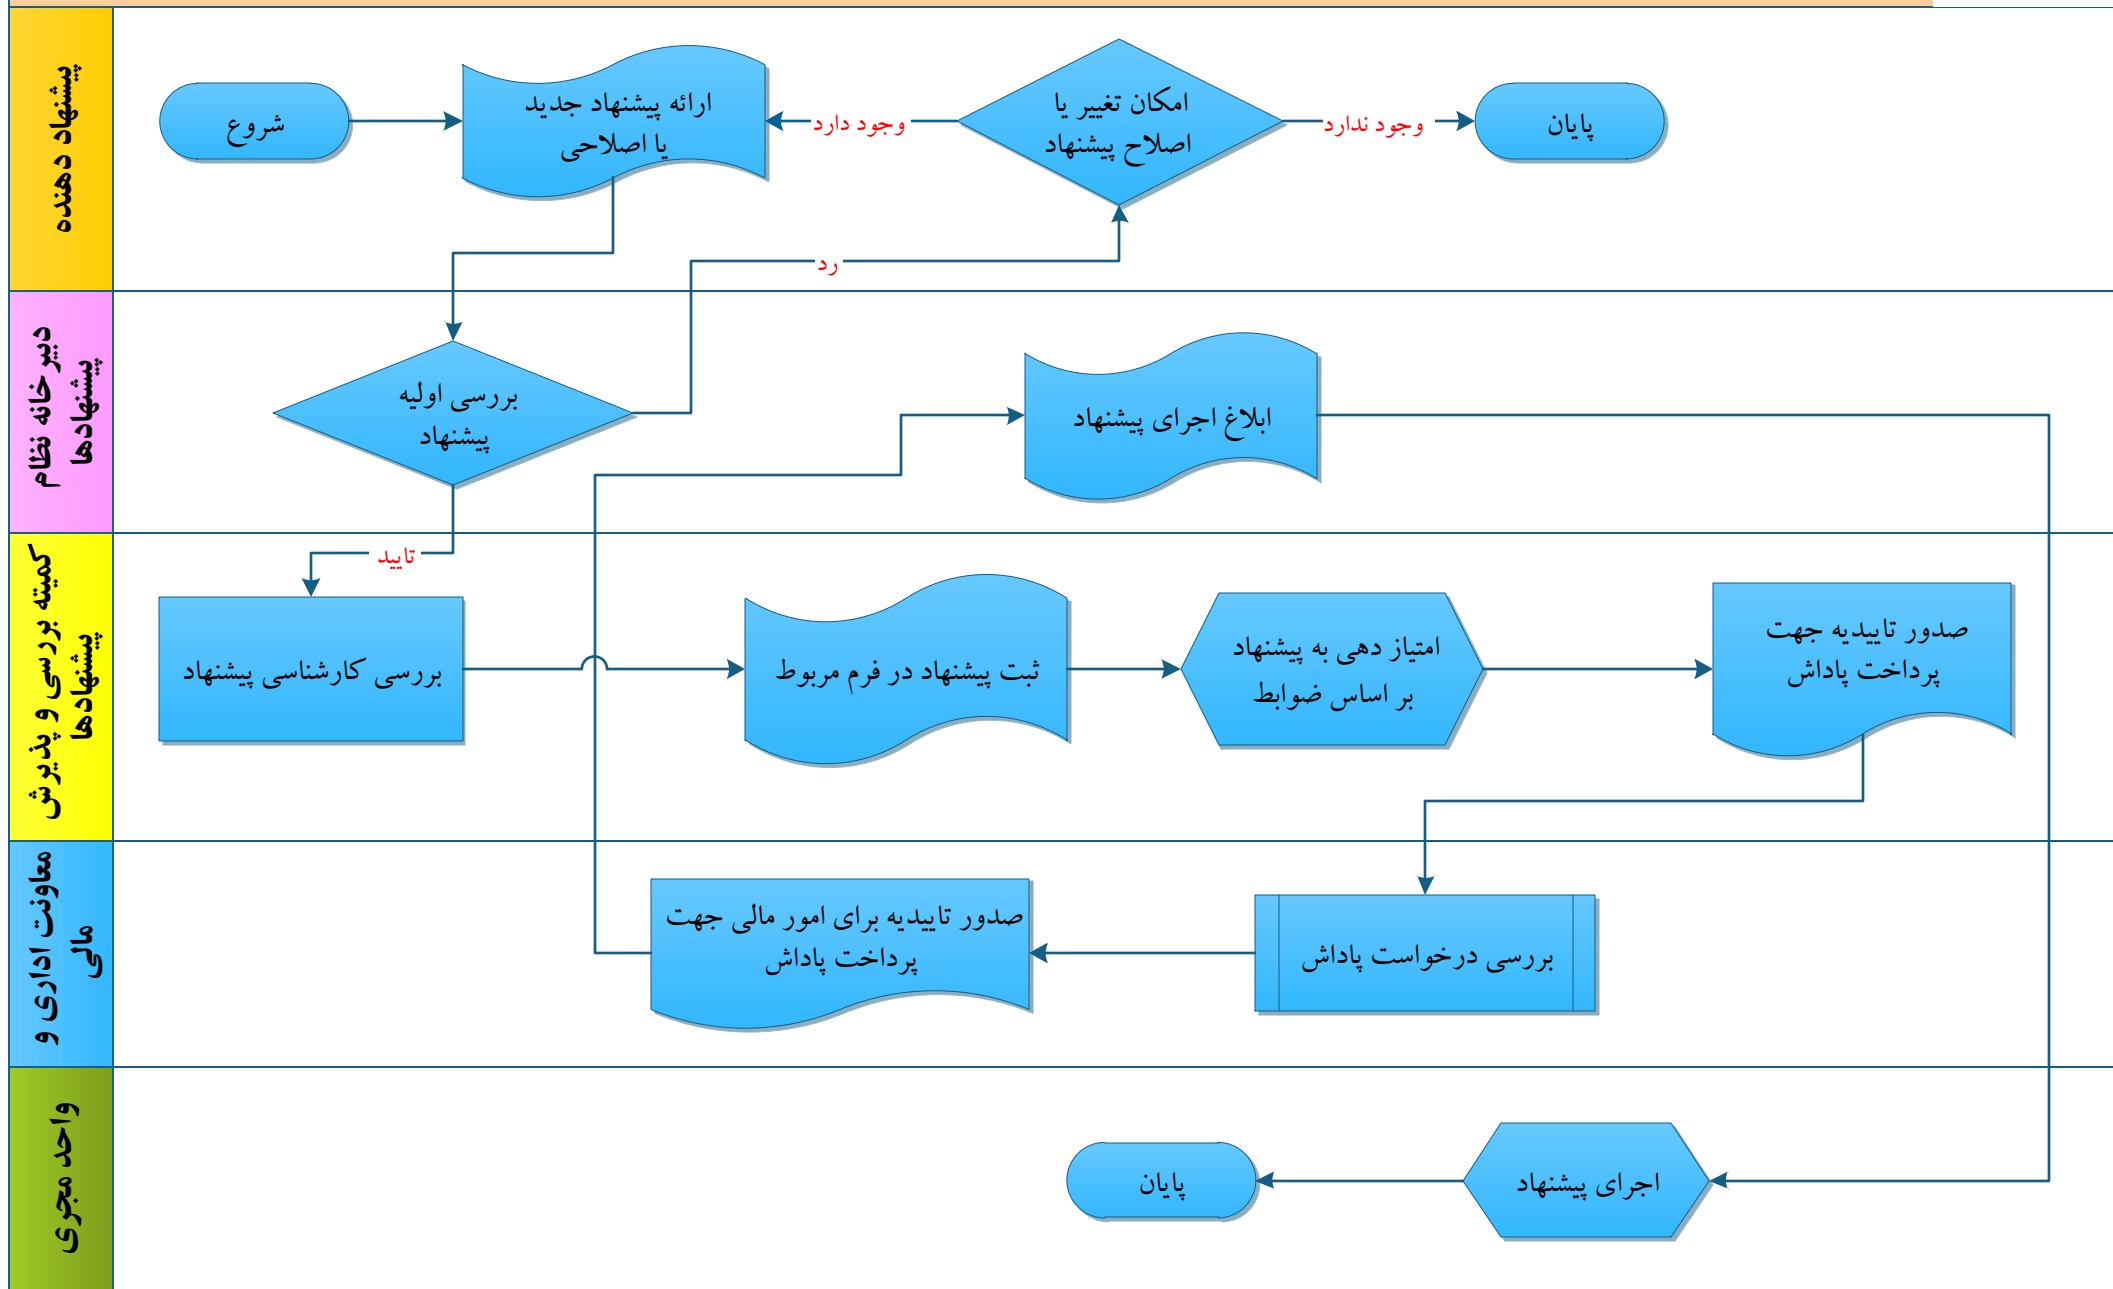 پیشنهاد دهنده
شروع
ارائه پیشنهاد جدید
یا اصلاحی
وجود دارد
امکان تغییر یا
اصلاح پیشنهاد
وجود ندارد
پایان
رد
دبیرخانه نظام
پیشنهادها
بررسی اولیه
پیشنهاد
ابلاغ اجرای پیشنهاد
تایید
کمیته بررسی و پذیرش
پیشنهادها
بررسی کارشناسی پیشنهاد
ثبت پیشنهاد در فرم مربوط
امتیاز دهی به پیشنهاد
بر اساس ضوابط
صدور تاییدیه جهت
پرداخت پاداش
معاونت اداری و
مالی
صدور تاییدیه برای امور مالی جهت
پرداخت پاداش
بررسی درخواست پاداش
واحد مجری
پایان
اجرای پیشنهاد